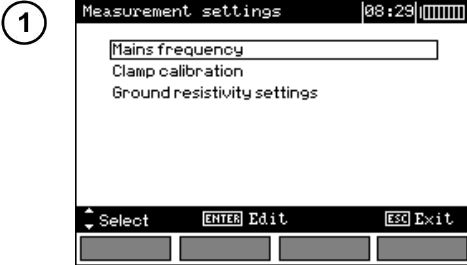 1
Measurement settings 08:29
Mains frequency
Clamp calibration
Ground resistivity settings
Select ENTER Edit ESC Exit